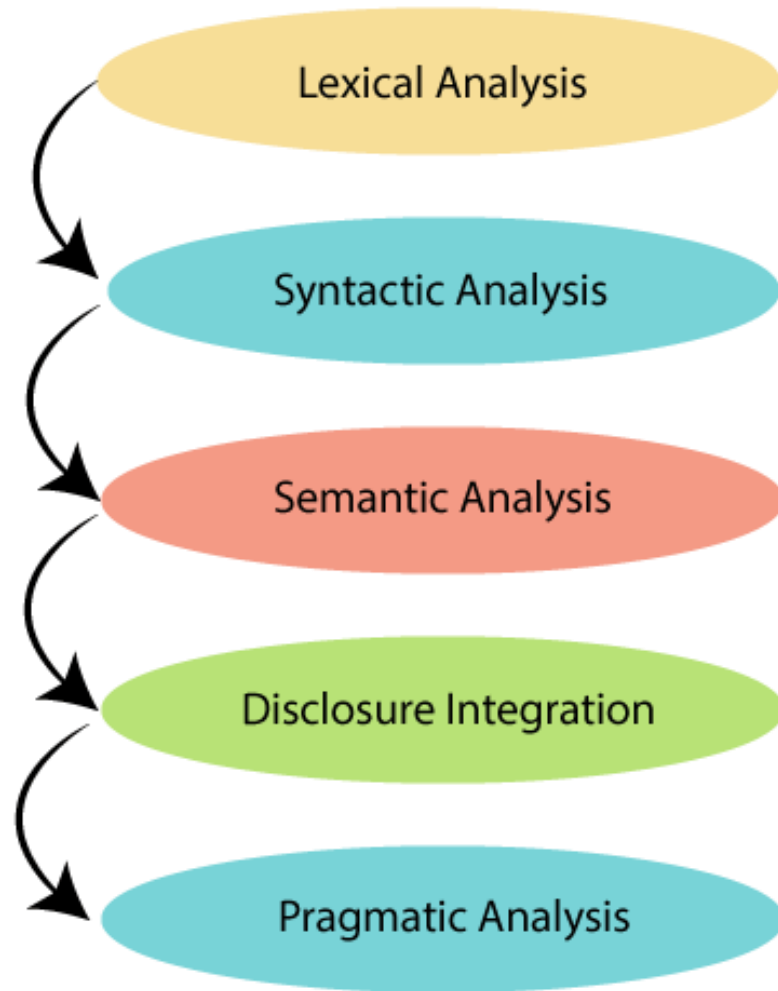 Lexical Analysis
Syntactic Analysis
Semantic Analysis
Disclosure Integration
Pragmatic Analysis